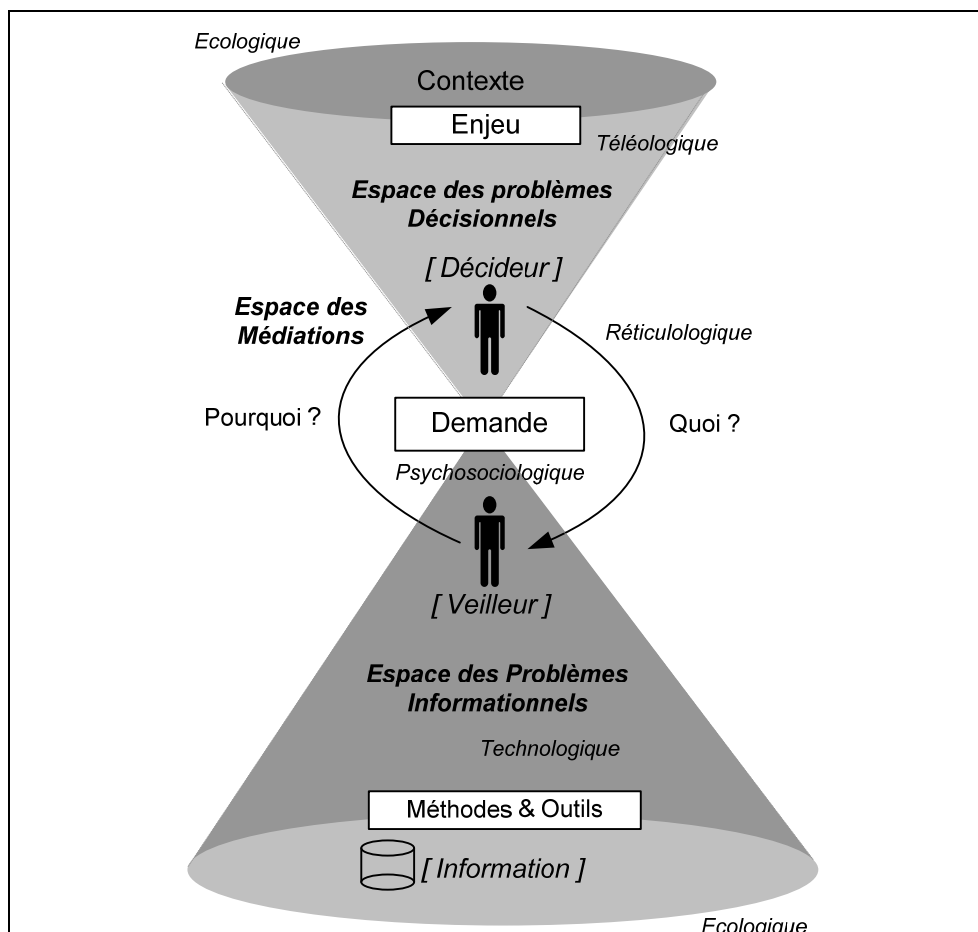 Ecologique
Contexte
Enjeu
Téléologique
Espace des problèmes
Décisionnels
[ Décideur ]
Espace des
Médiations
Réticulologique
Pourquoi ?
Demande
Quoi ?
Psychosociologique
[ Veilleur ]
Espace des Problèmes
Informationnels
Technologique
Méthodes & Outils
[ Information ]
Ecologique